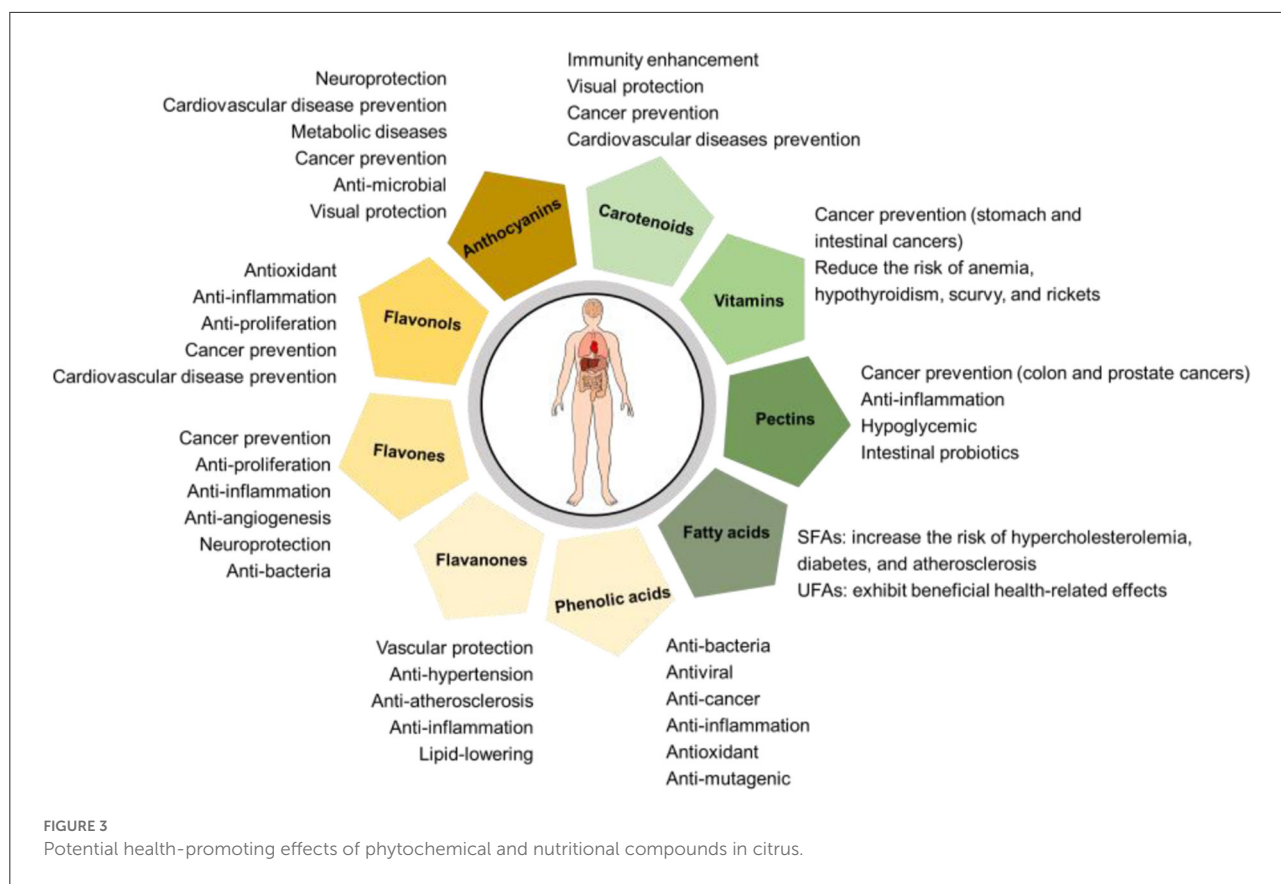 Neuroprotection
Cardiovascular disease prevention
Metabolic diseases
Cancer prevention
Anti-microbial
Visual protection
Anthocyanins
Immunity enhancement
Visual protection
Cancer prevention
Cardiovascular diseases prevention
Carotenoids
Cancer prevention (stomach and
intestinal cancers)
Reduce the risk of anemia,
hypothyroidism, scurvy, and rickets
Vitamins
Antioxidant
Anti-inflammation
Anti-proliferation
Cancer prevention
Cardiovascular disease prevention
Flavonols
Cancer prevention (colon and prostate cancers)
Anti-inflammation
Hypoglycemic
Intestinal probiotics
Pectins
Cancer prevention
Anti-proliferation
Anti-inflammation
Anti-angiogenesis
Neuroprotection
Anti-bacteria
Flavones
Fatty acids
SFAs: increase the risk of hypercholesterolemia,
diabetes, and atherosclerosis
UFAs: exhibit beneficial health-related effects
Flavanones
Vascular protection
Anti-hypertension
Anti-atherosclerosis
Anti-inflammation
Lipid-lowering
Phenolic acids
Anti-bacteria
Antiviral
Anti-cancer
Anti-inflammation
Antioxidant
Anti-mutagenic
FIGURE 3
Potential health-promoting effects of phytochemical and nutritional compounds in citrus.